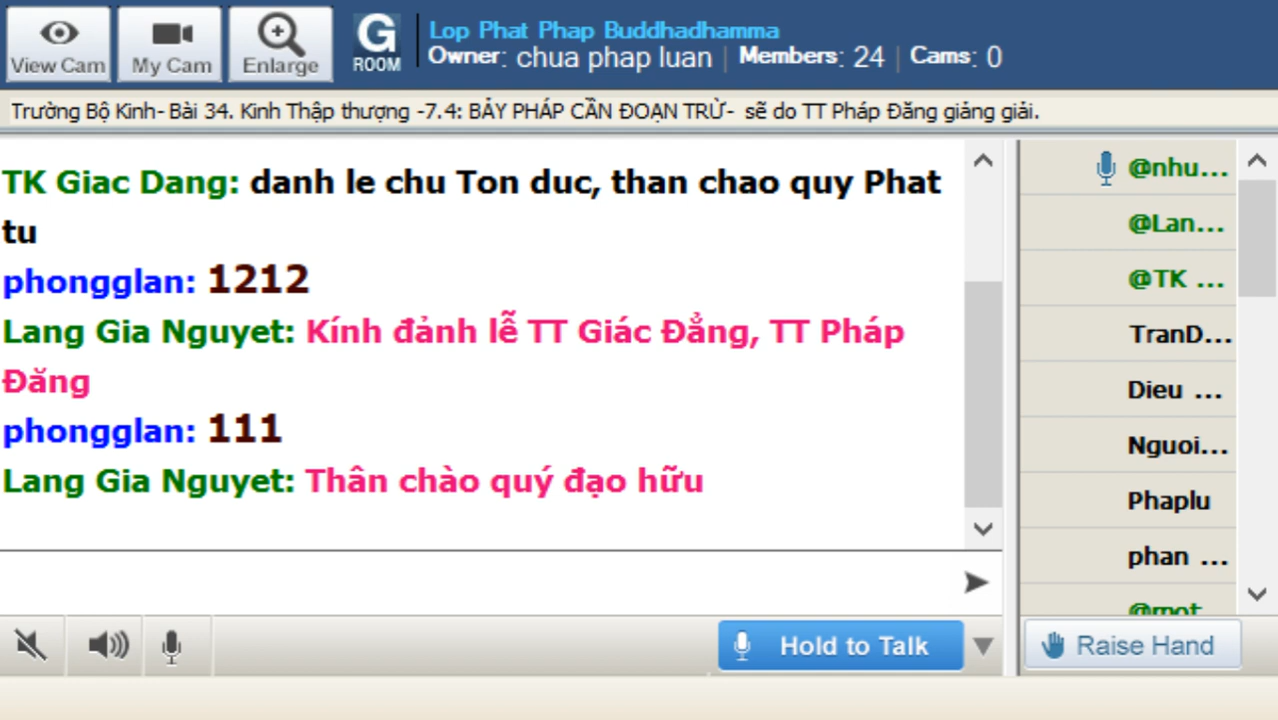 View Cam
My Cam
Enlarge
G
ROOM
Lop Phat Phap Buddhadhamma
Owner: chua phap luan | Members: 24 | Cams: 0
Trường Bộ Kinh- Bài 34. Kinh Thập thượng -7.4: BẢY PHÁP CẦN ĐOẠN TRỪ- sẽ do TT Pháp Đăng giảng giải.
TK Giac Dang: danh le chu Ton duc, than chao quy Phat
tu
phongglan: 1212
Lang Gia Nguyet: Kính đảnh lễ TT Giác Đẳng, TT Pháp
Đăng
phongglan: 111
Lang Gia Nguyet: Thân chào quý đạo hữu
@nhu...
@Lan...
@TK ...
TranD...
Dieu ...
Nguoi...
Phaplu
phan ...
@mot
Hold to Talk
Raise Hand